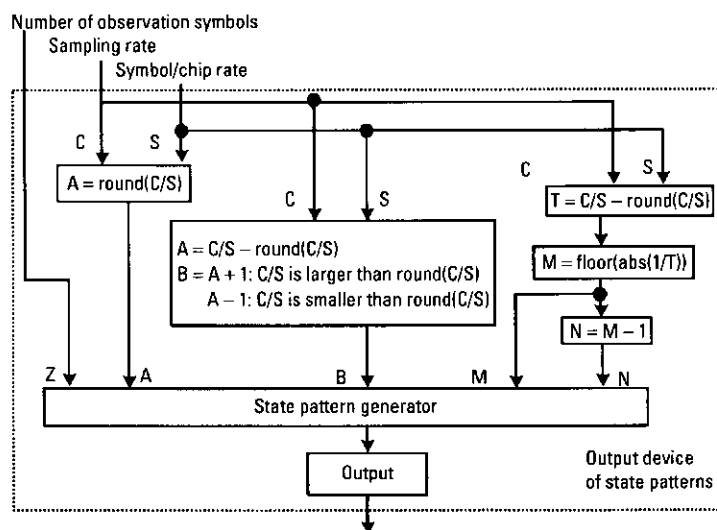 Number of observation symbols
Sampling rate
Symbol/chip rate
C
S
A = round(C/S)
C
S
A = C/S – round(C/S)
B = A + 1: C/S is larger than round(C/S)
A – 1: C/S is smaller than round(C/S)
C
S
T = C/S – round(C/S)
M = floor(abs(1/T))
N = M – 1
Z
A
B
M
N
State pattern generator
Output
Output device
of state patterns